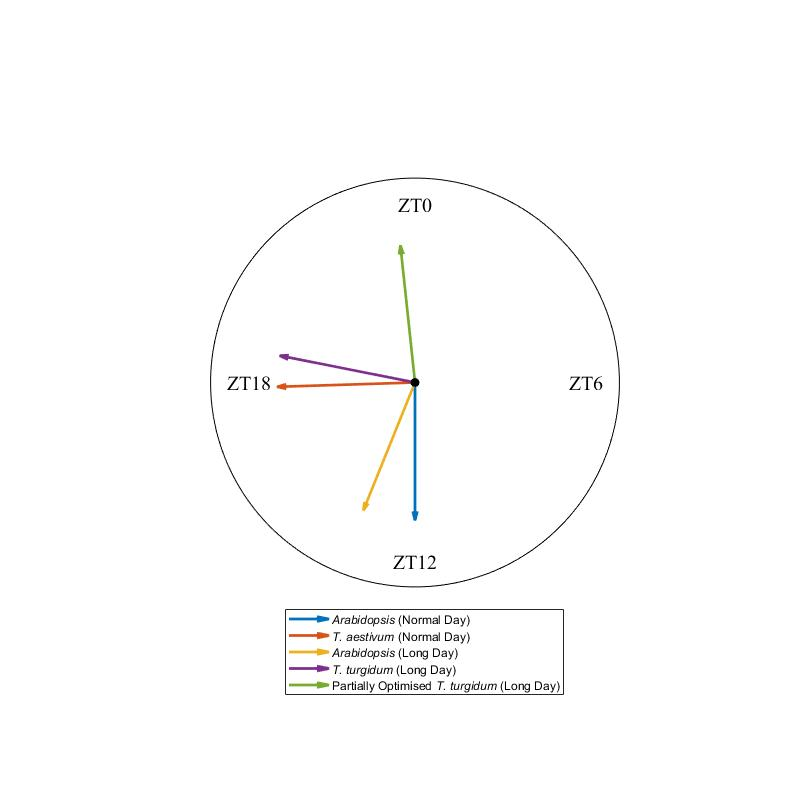 ZT0
ZT18
ZT6
ZT12
Arabidopsis (Normal Day)
T. aestivum (Normal Day)
Arabidopsis (Long Day)
T. turgidum (Long Day)
Partially Optimised T. turgidum (Long Day)